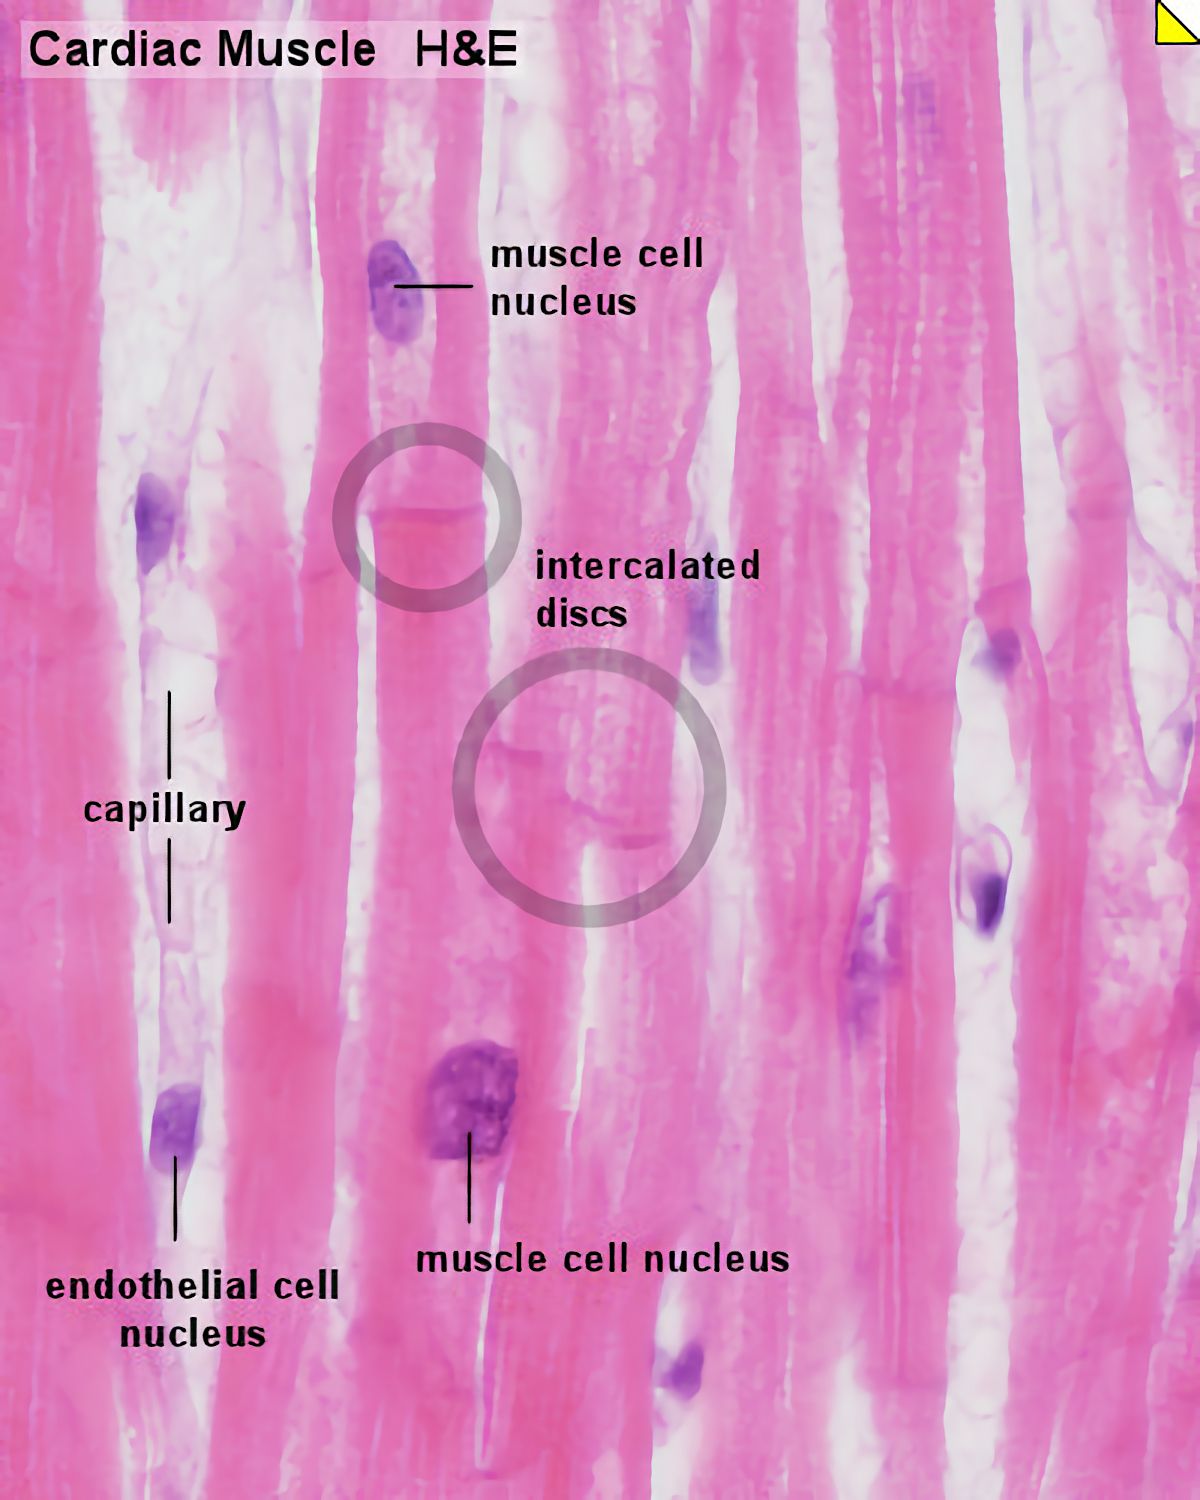 Cardiac Muscle H&E
muscle cell
nucleus
intercalated
discs
capillary
muscle cell nucleus
endothelial cell
nucleus